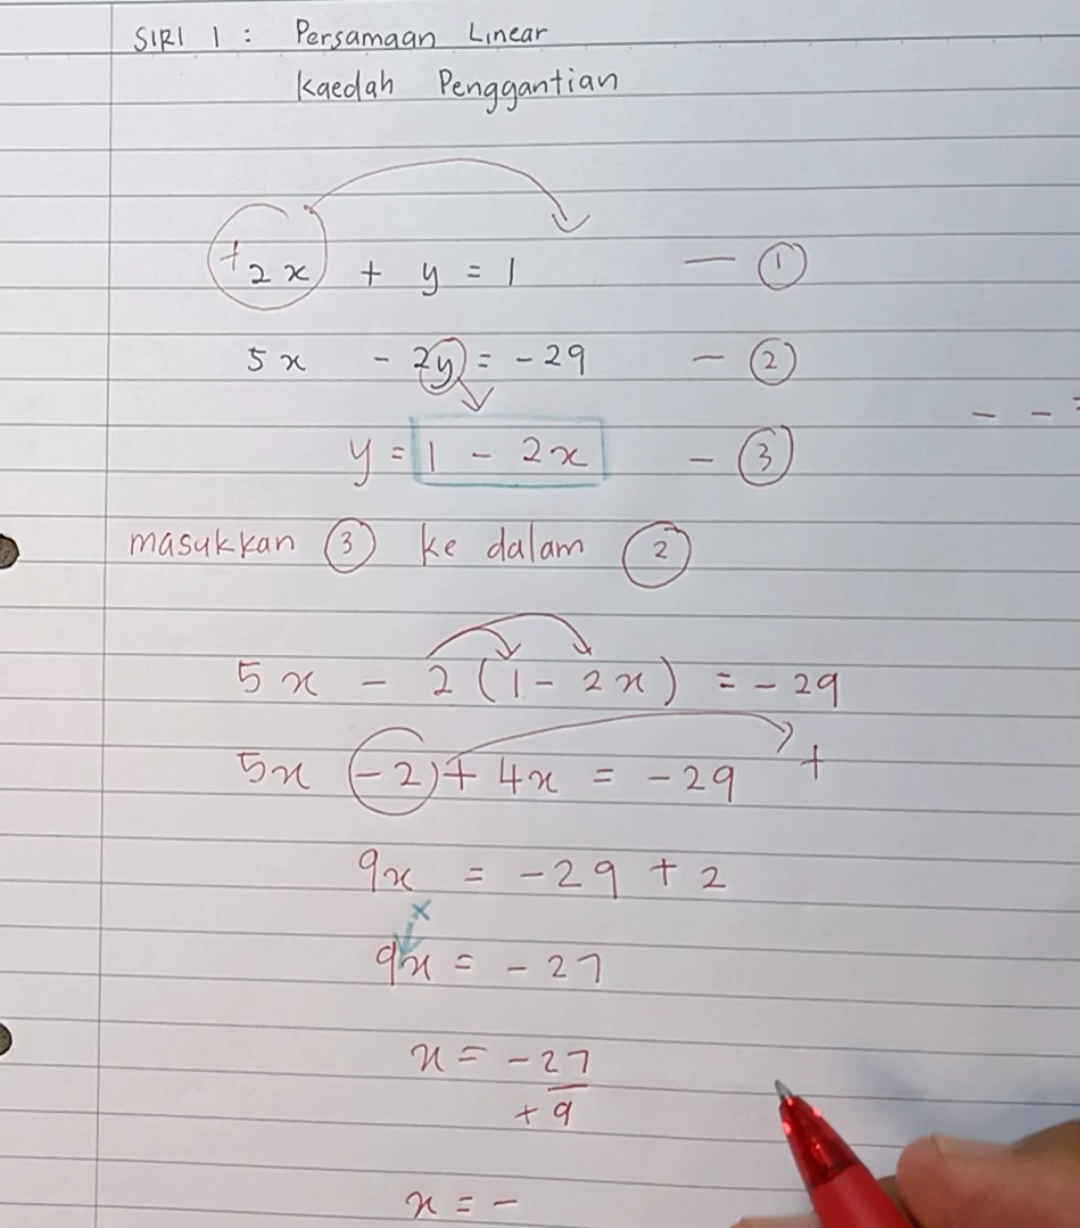 SIRI 1 : Persamaan Linear
Kaedah Penggantian
+2x + y = 1 — ①
5x - 2y = -29 — ②
y = 1 - 2x — ③
masukkan ③ ke dalam ②
5x - 2(1 - 2x) = -29
5x - 2 + 4x = -29 +
9x = -29 + 2
×
9x = -27
x = -27
+ 9
x = -